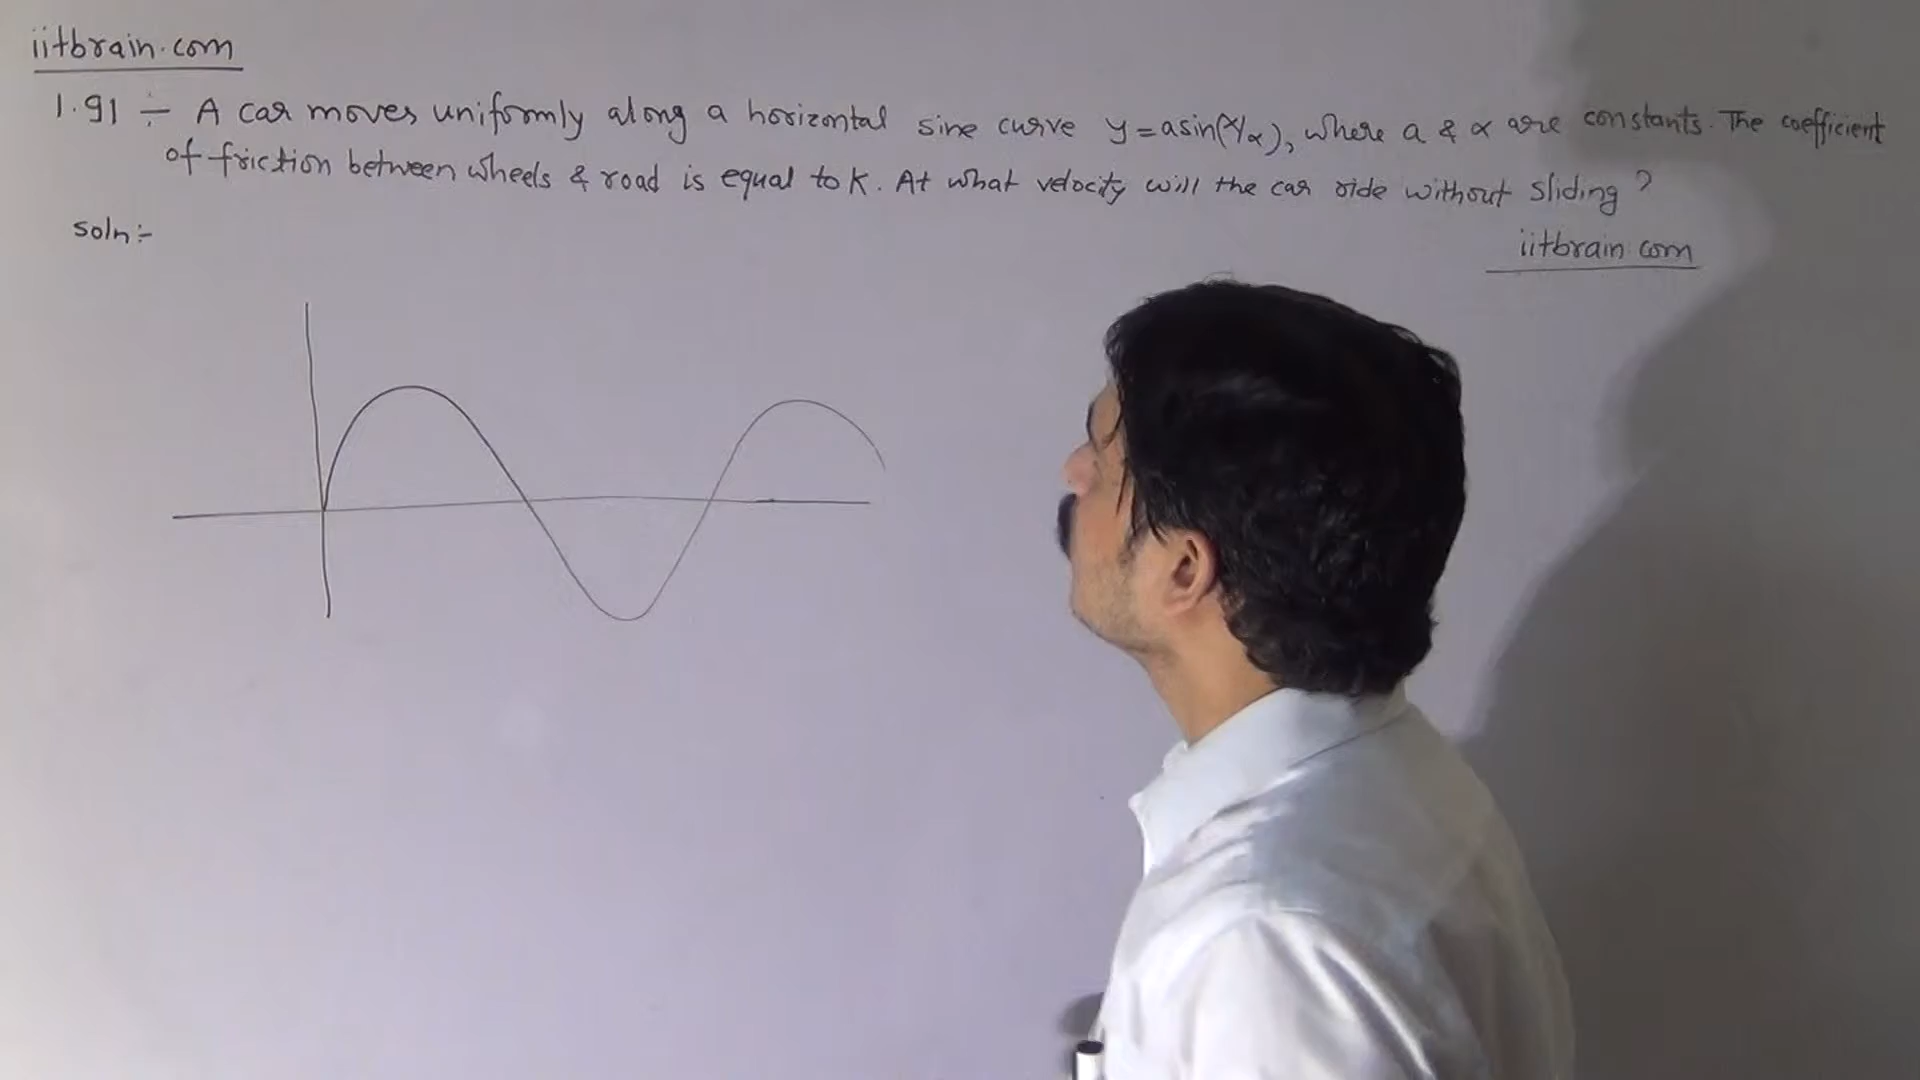 iitbrain.com
1.91 ÷ A car moves uniformly along a horizontal sine curve y=asin(x/α), where a & α are constants. The coefficient
of friction between wheels & road is equal to K. At what velocity will the car ride without sliding ?
soln:-
iitbrain.com